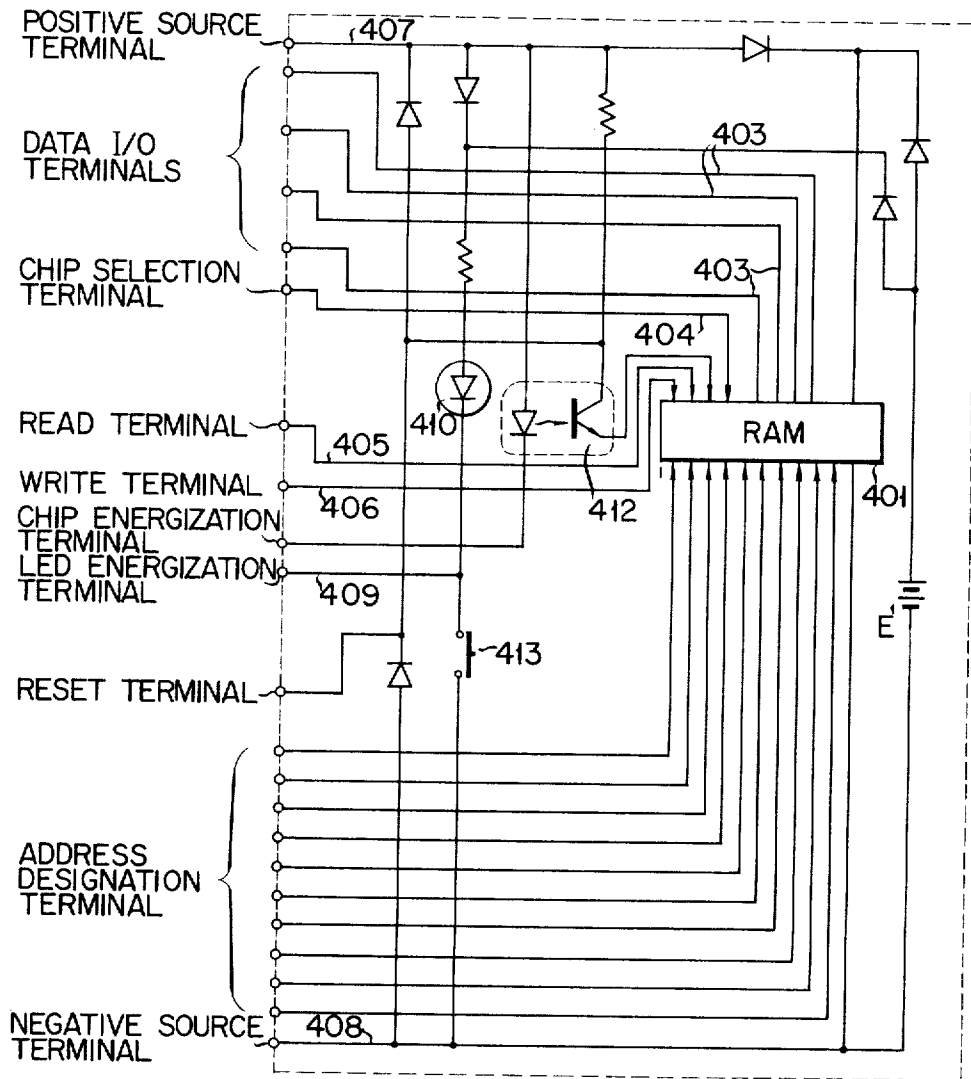 POSITIVE SOURCE
TERMINAL
407
DATA I/O
TERMINALS
403
CHIP SELECTION
TERMINAL
403
404
READ TERMINAL
405
410
RAM
WRITE TERMINAL
406
412
401
CHIP ENERGIZATION
TERMINAL
LED ENERGIZATION
TERMINAL
409
E
413
RESET TERMINAL
ADDRESS
DESIGNATION
TERMINAL
NEGATIVE SOURCE
TERMINAL
408